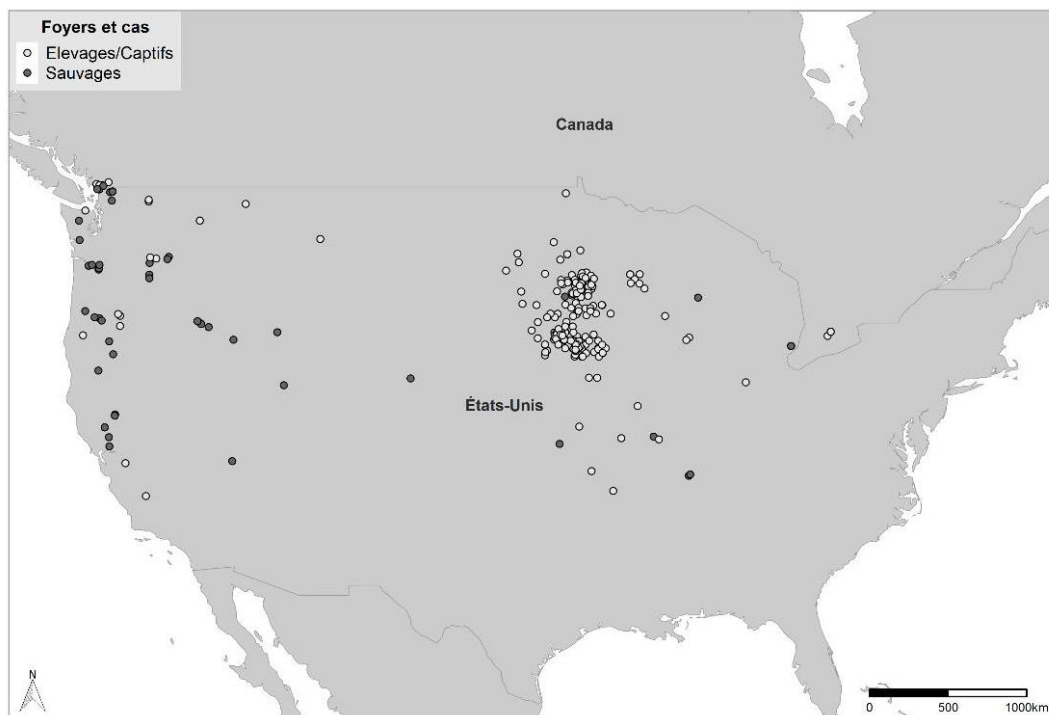 Foyers et cas
Elevages/Captifs
Sauvages
Canada
États-Unis
N
0 500 1000km